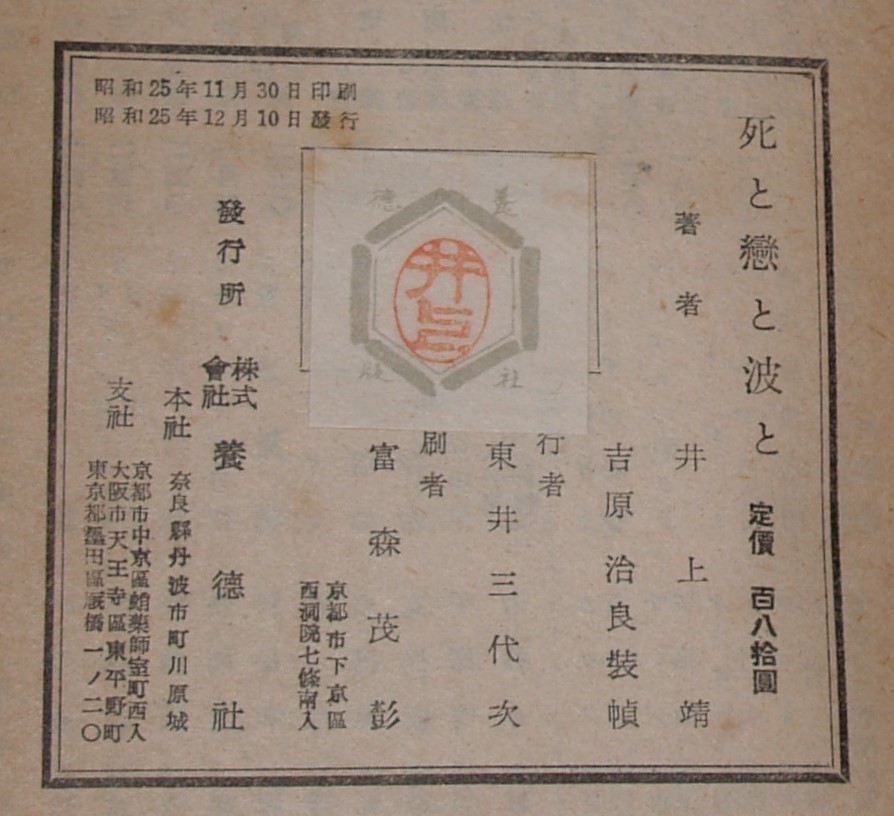 死と戀と波と 定價 百八拾圓
著者 井上靖
吉原治良裝幀
行者 東井三代次
刷者 富森茂彭
京都市下京區
西洞院七條南入
養
德
社
版
井上
昭和25年11月30日印刷
昭和25年12月10日發行
發行所 株式會社 養德社
本社 奈良縣丹波市町川原城
支社 京都市中京區蛸藥師室町西入
大阪市天王寺區東平野町
東京都墨田區厩橋一ノ二〇